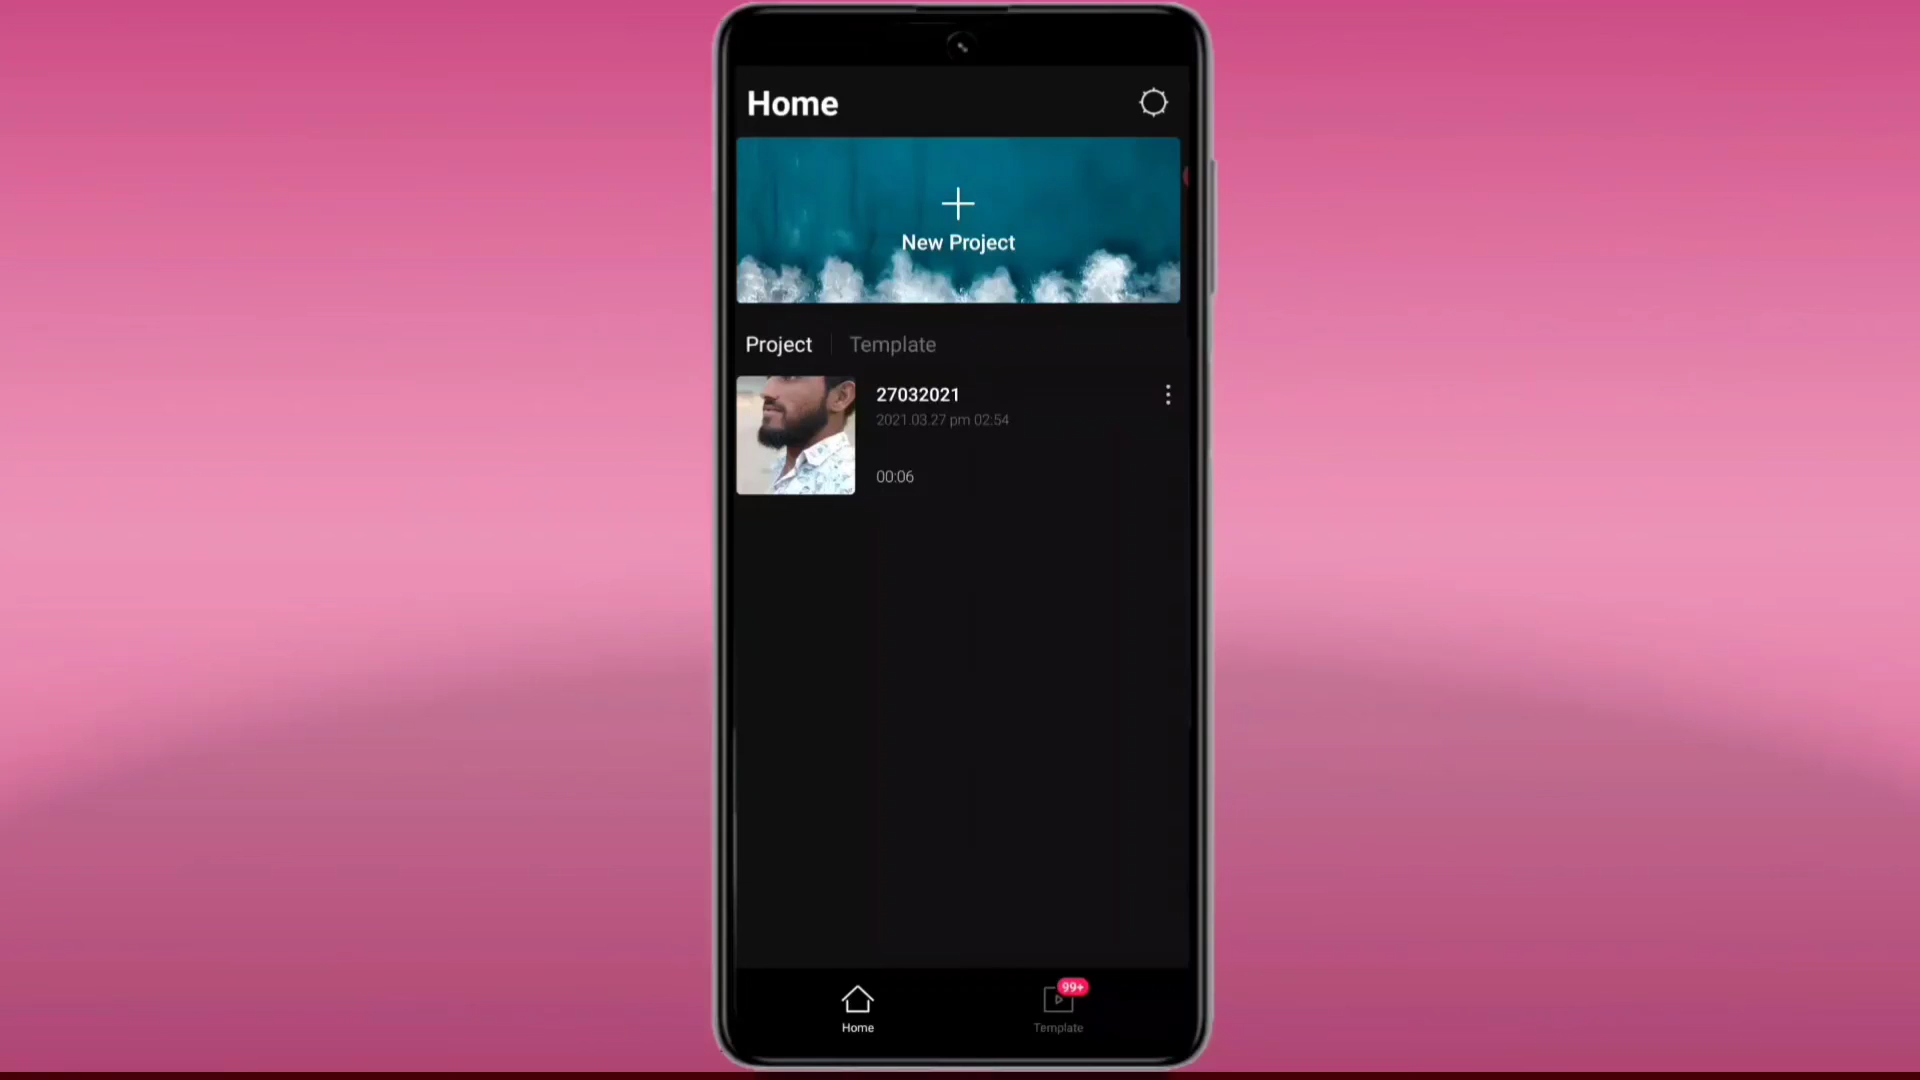 Home
New Project
Project
Template
27032021
2021.03.27 pm 02:54
00:06
99+
Home
Template